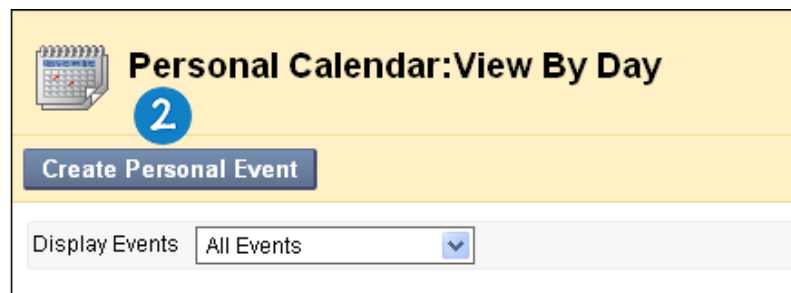 Personal Calendar:View By Day
2
Create Personal Event
Display Events All Events